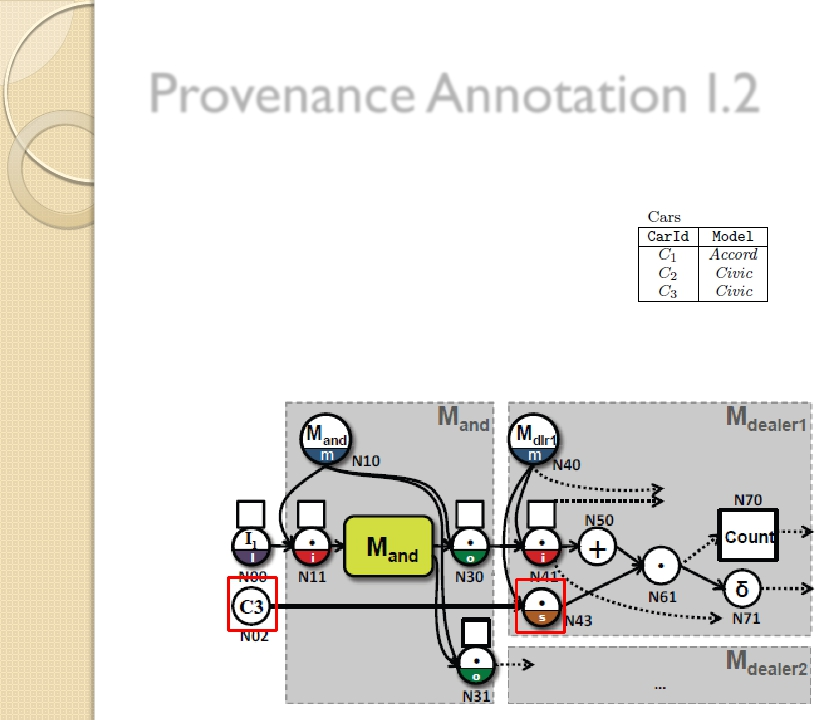 Provenance Annotation 1.2
Cars
CarId Model
C1 Accord
C2 Civic
C3 Civic
Mand
Mdealer1
Mand
m
N10
Mdlr1
m
N40
N70
Count
N50
I1
i
N00
·
i
N11
Mand
·
o
N30
·
i
N41
+
·
N61
δ
N71
C3
N02
·
s
N43
·
o
N31
Mdealer2
...